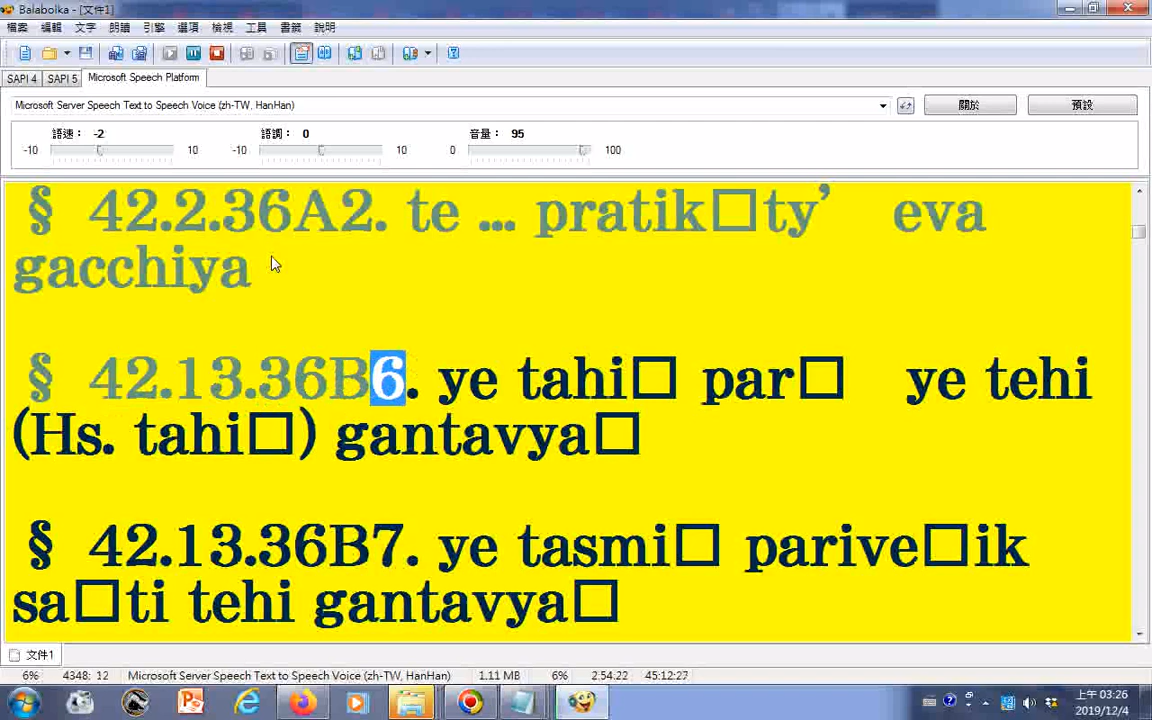 Balabolka - [文件1]
檔案 編輯 文字 朗讀 引擎 選項 檢視 工具 書籤 說明
SAPI 4 SAPI 5 Microsoft Speech Platform
Microsoft Server Speech Text to Speech Voice (zh-TW, HanHan) 關於 預設
語速： -2 語調： 0 音量： 95
-10 10 -10 10 0 100
§ 42.2.36A2. te ... pratik□ty’ eva
gacchiya
§ 42.13.36B6. ye tahi□ par□ ye tehi
(Hs. tahi□) gantavya□
§ 42.13.36B7. ye tasmi□ parive□ik
sa□ti tehi gantavya□
文件1
6% 4348: 12 Microsoft Server Speech Text to Speech Voice (zh-TW, HanHan) 1.11 MB 6% 2:54:22 45:12:27
上午 03:26
2019/12/4